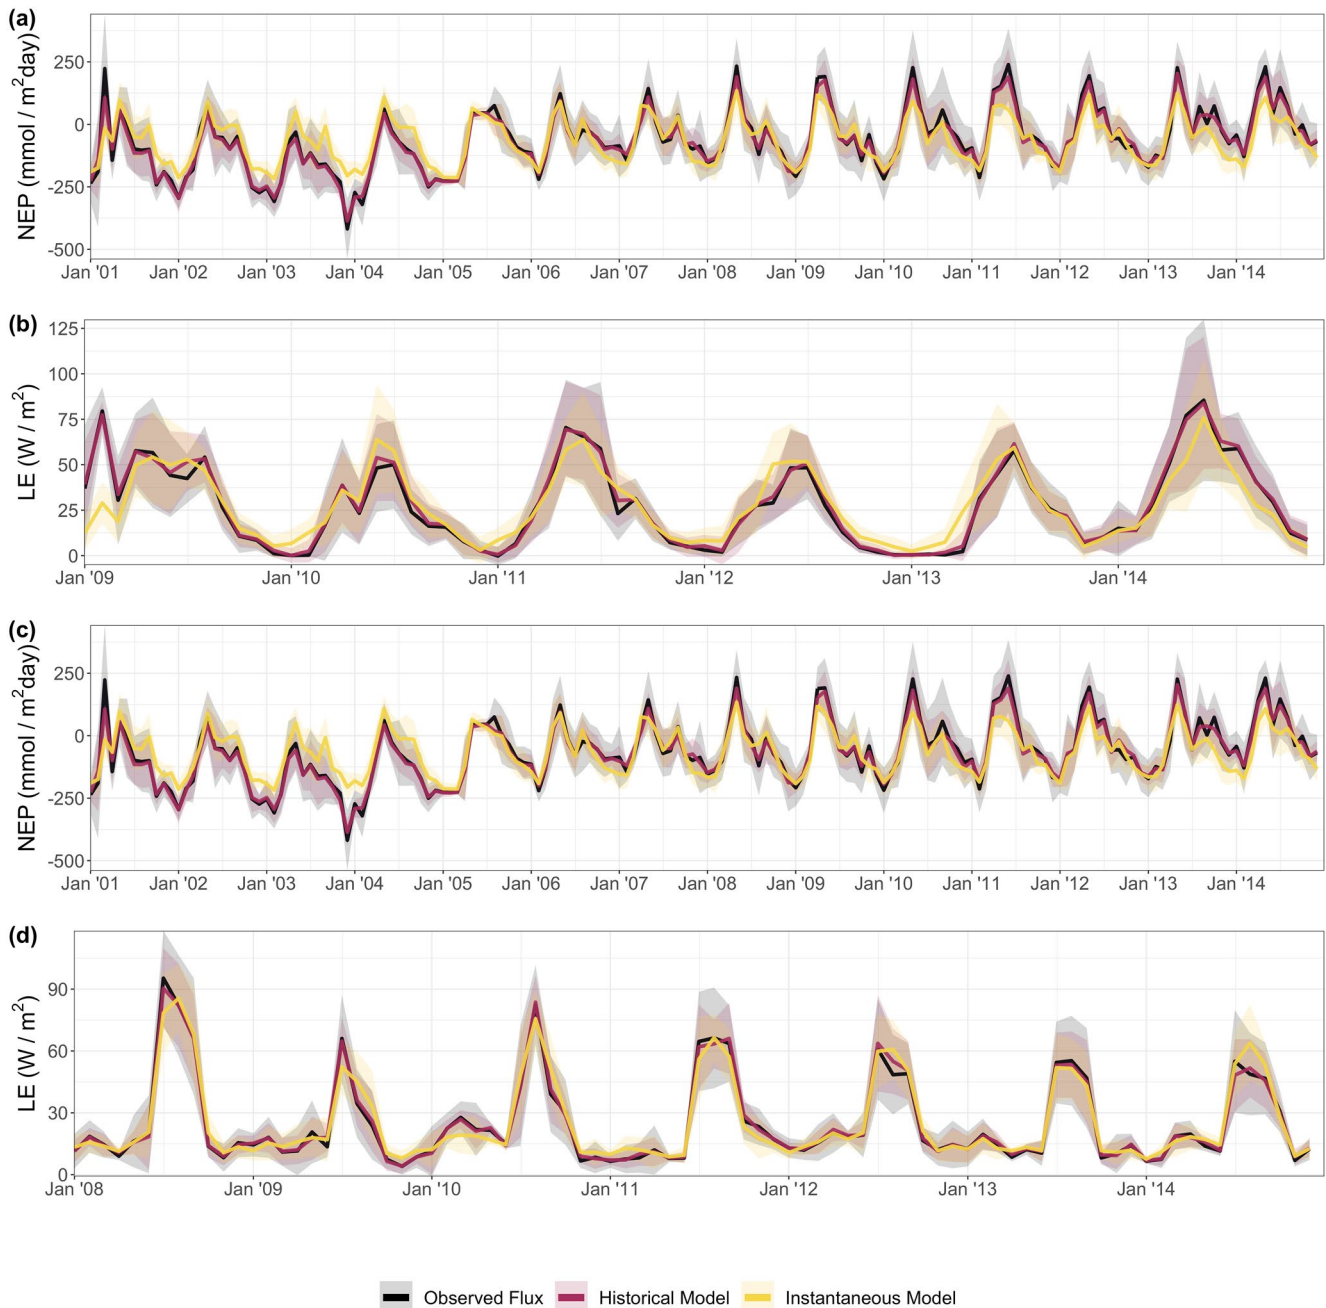 (a)
NEP (mmol / m²day)
250
0
-250
-500
Jan '01 Jan '02 Jan '03 Jan '04 Jan '05 Jan '06 Jan '07 Jan '08 Jan '09 Jan '10 Jan '11 Jan '12 Jan '13 Jan '14
(b)
LE (W / m²)
125
100
75
50
25
0
Jan '09 Jan '10 Jan '11 Jan '12 Jan '13 Jan '14
(c)
NEP (mmol / m²day)
250
0
-250
-500
Jan '01 Jan '02 Jan '03 Jan '04 Jan '05 Jan '06 Jan '07 Jan '08 Jan '09 Jan '10 Jan '11 Jan '12 Jan '13 Jan '14
(d)
LE (W / m²)
90
60
30
0
Jan '08 Jan '09 Jan '10 Jan '11 Jan '12 Jan '13 Jan '14
Observed Flux Historical Model Instantaneous Model